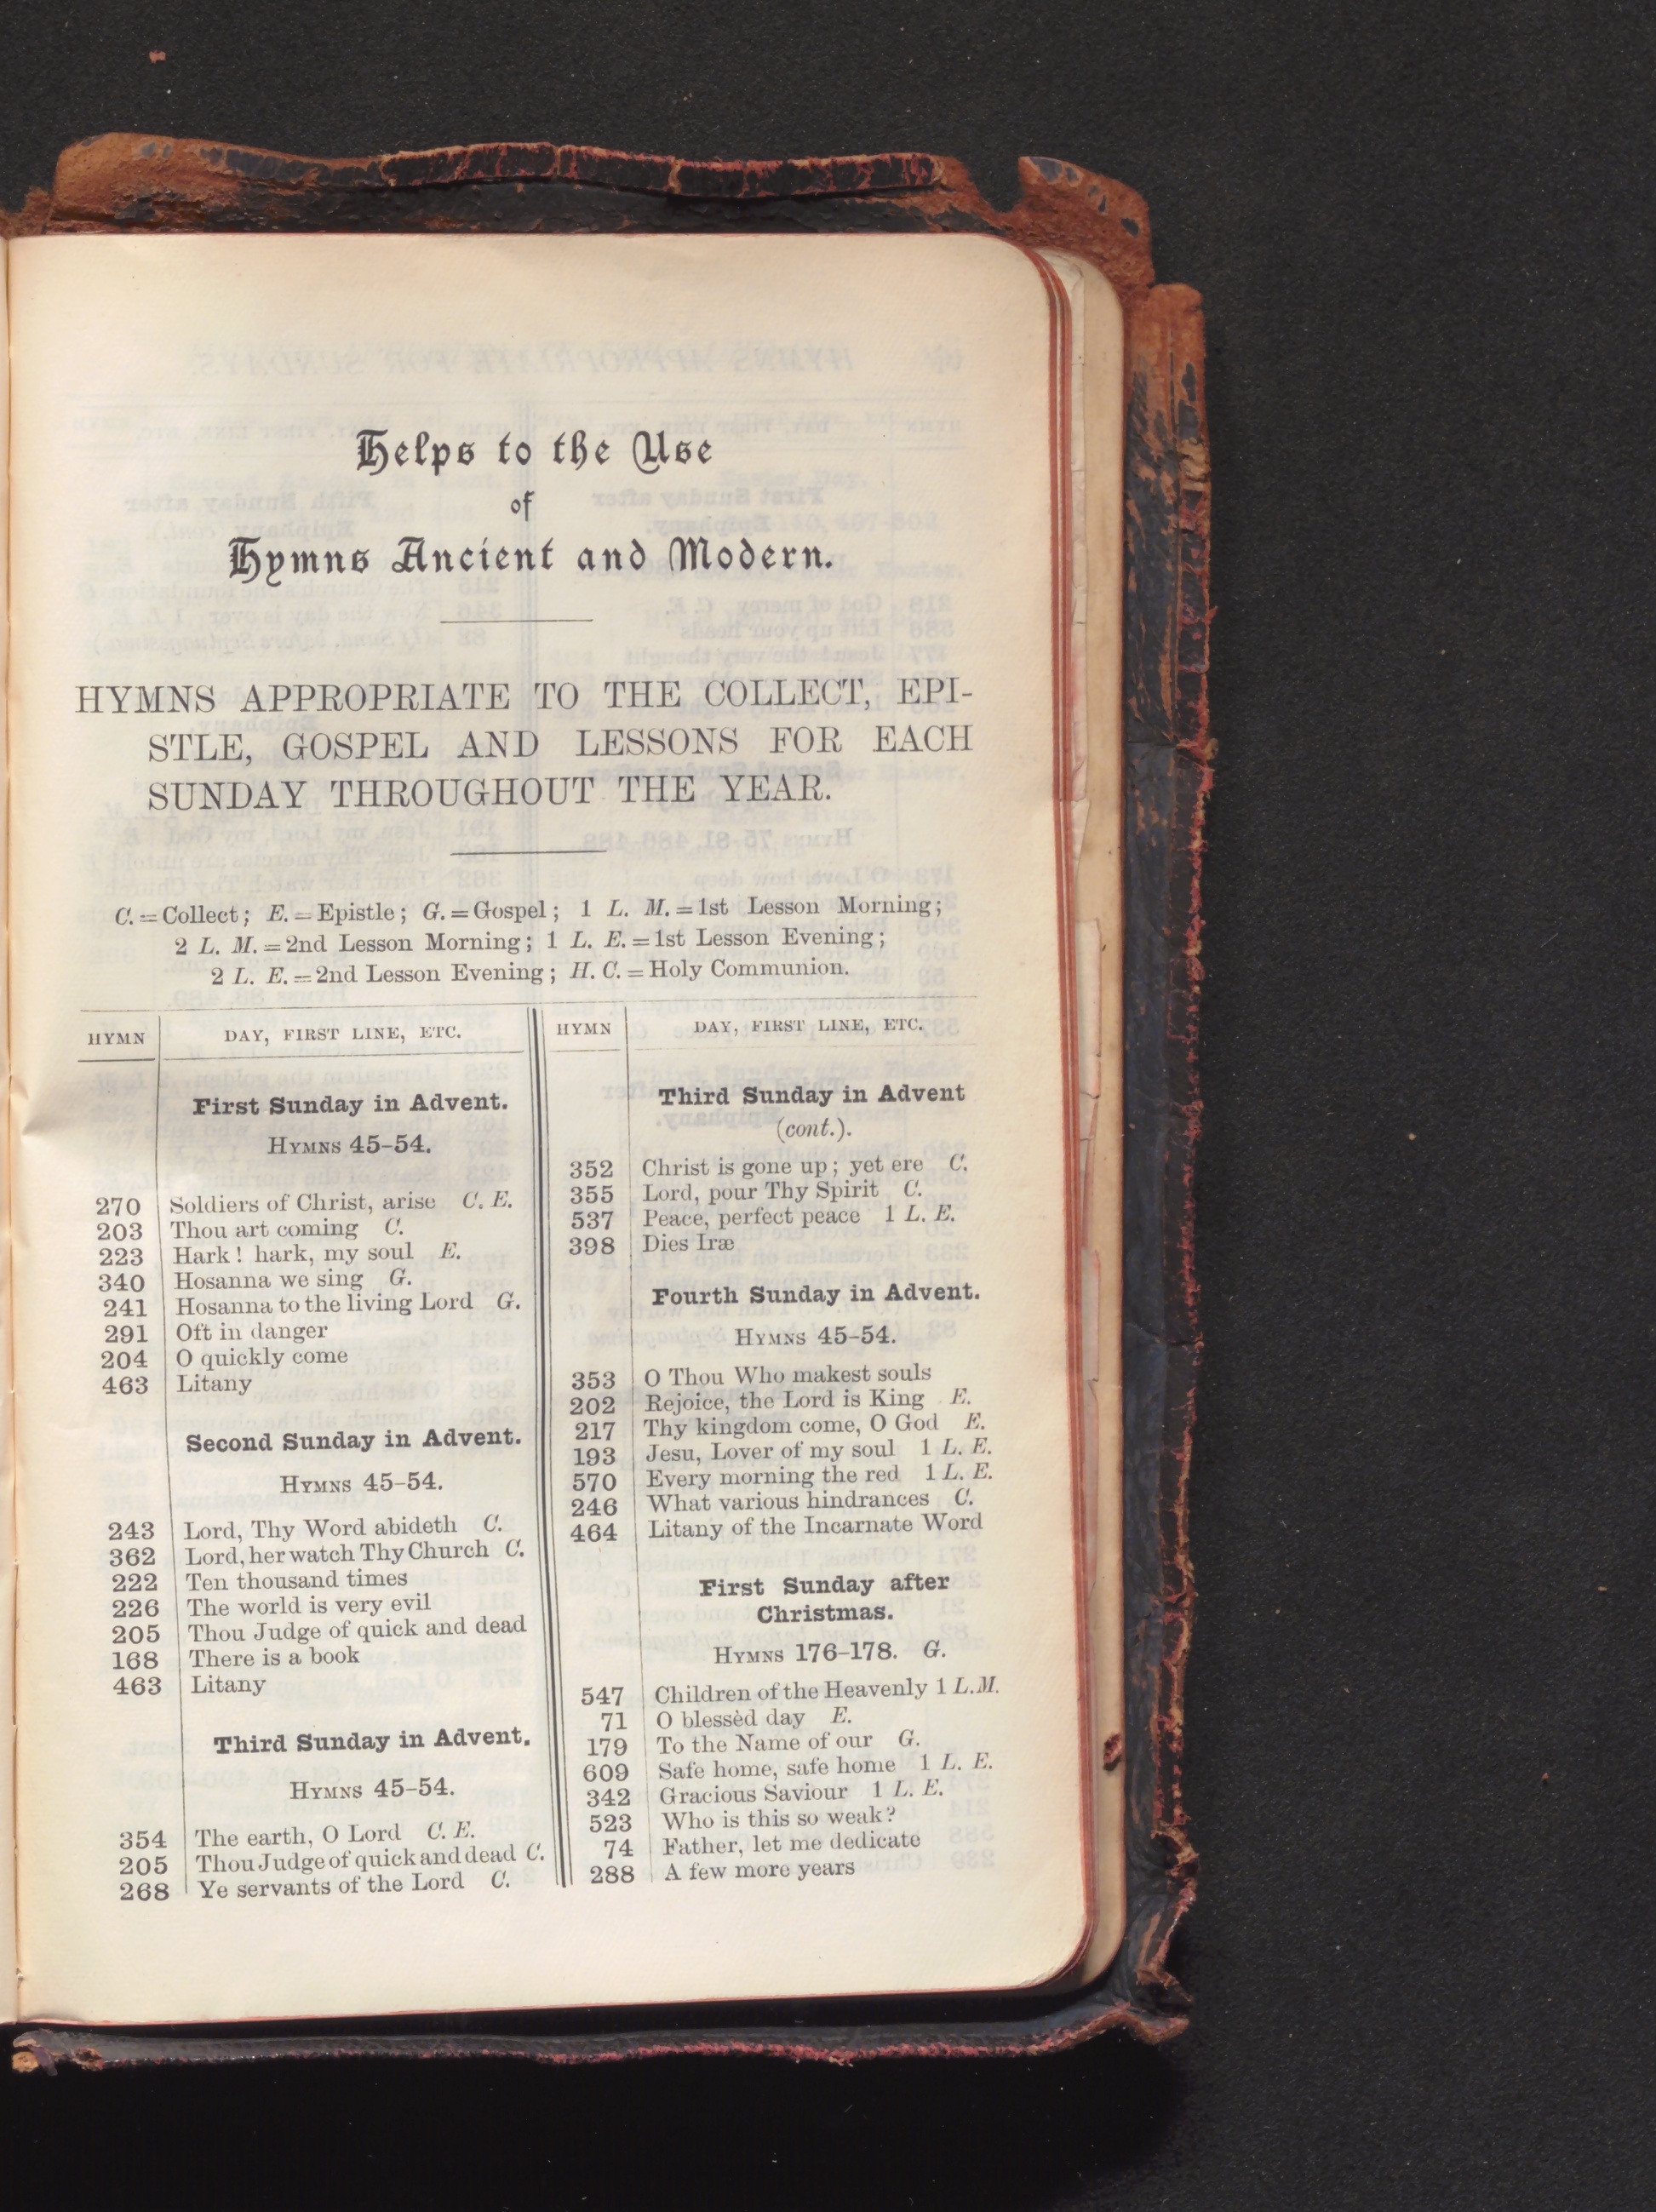 Helps to the Use
of
Hymns Ancient and Modern.
HYMNS APPROPRIATE TO THE COLLECT, EPI-
STLE, GOSPEL AND LESSONS FOR EACH
SUNDAY THROUGHOUT THE YEAR.
C. = Collect; E. = Epistle; G. = Gospel; 1 L. M. = 1st Lesson Morning;
2 L. M. = 2nd Lesson Morning; 1 L. E. = 1st Lesson Evening;
2 L. E. = 2nd Lesson Evening; H. C. = Holy Communion.
HYMN DAY, FIRST LINE, ETC.
First Sunday in Advent.
HYMNS 45–54.
270 Soldiers of Christ, arise C. E.
203 Thou art coming C.
223 Hark! hark, my soul E.
340 Hosanna we sing G.
241 Hosanna to the living Lord G.
291 Oft in danger
204 O quickly come
463 Litany
Second Sunday in Advent.
HYMNS 45–54.
243 Lord, Thy Word abideth C.
362 Lord, her watch Thy Church C.
222 Ten thousand times
226 The world is very evil
205 Thou Judge of quick and dead
168 There is a book
463 Litany
Third Sunday in Advent.
HYMNS 45–54.
354 The earth, O Lord C. E.
205 Thou Judge of quick and dead C.
268 Ye servants of the Lord C.
HYMN DAY, FIRST LINE, ETC.
Third Sunday in Advent
(cont.).
352 Christ is gone up; yet ere C.
355 Lord, pour Thy Spirit C.
537 Peace, perfect peace 1 L. E.
398 Dies Iræ
Fourth Sunday in Advent.
HYMNS 45–54.
353 O Thou Who makest souls
202 Rejoice, the Lord is King E.
217 Thy kingdom come, O God E.
193 Jesu, Lover of my soul 1 L. E.
570 Every morning the red 1 L. E.
246 What various hindrances C.
464 Litany of the Incarnate Word
First Sunday after
Christmas.
HYMNS 176–178. G.
547 Children of the Heavenly 1 L.M.
71 O blessèd day E.
179 To the Name of our G.
609 Safe home, safe home 1 L. E.
342 Gracious Saviour 1 L. E.
523 Who is this so weak?
74 Father, let me dedicate
288 A few more years